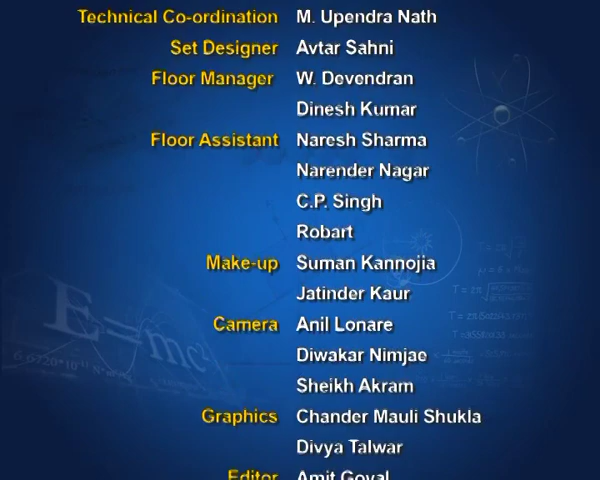 Technical Co-ordination M. Upendra Nath
Set Designer Avtar Sahni
Floor Manager W. Devendran
Dinesh Kumar
Floor Assistant Naresh Sharma
Narender Nagar
C.P. Singh
Robart
Make-up Suman Kannojia
Jatinder Kaur
Camera Anil Lonare
Diwakar Nimjae
Sheikh Akram
Graphics Chander Mauli Shukla
Divya Talwar
Editor Amit Goyal
E=mc²